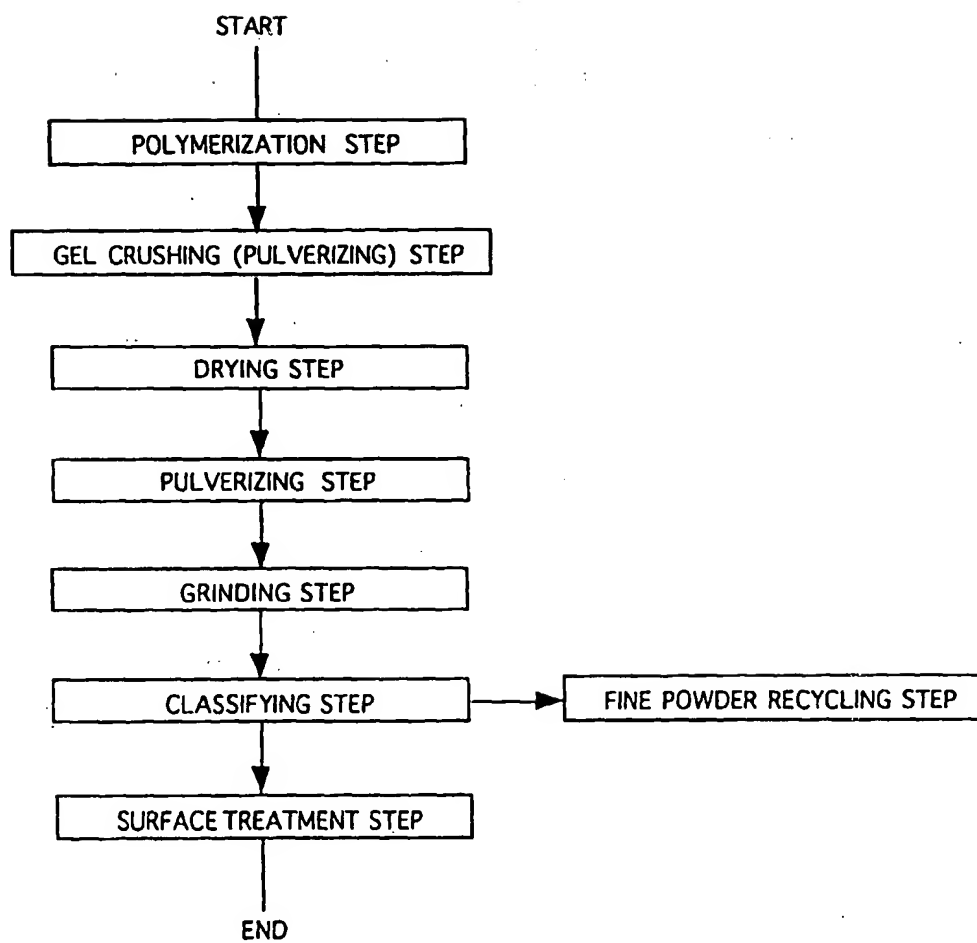 START
POLYMERIZATION STEP
GEL CRUSHING (PULVERIZING) STEP
DRYING STEP
PULVERIZING STEP
GRINDING STEP
CLASSIFYING STEP
FINE POWDER RECYCLING STEP
SURFACE TREATMENT STEP
END